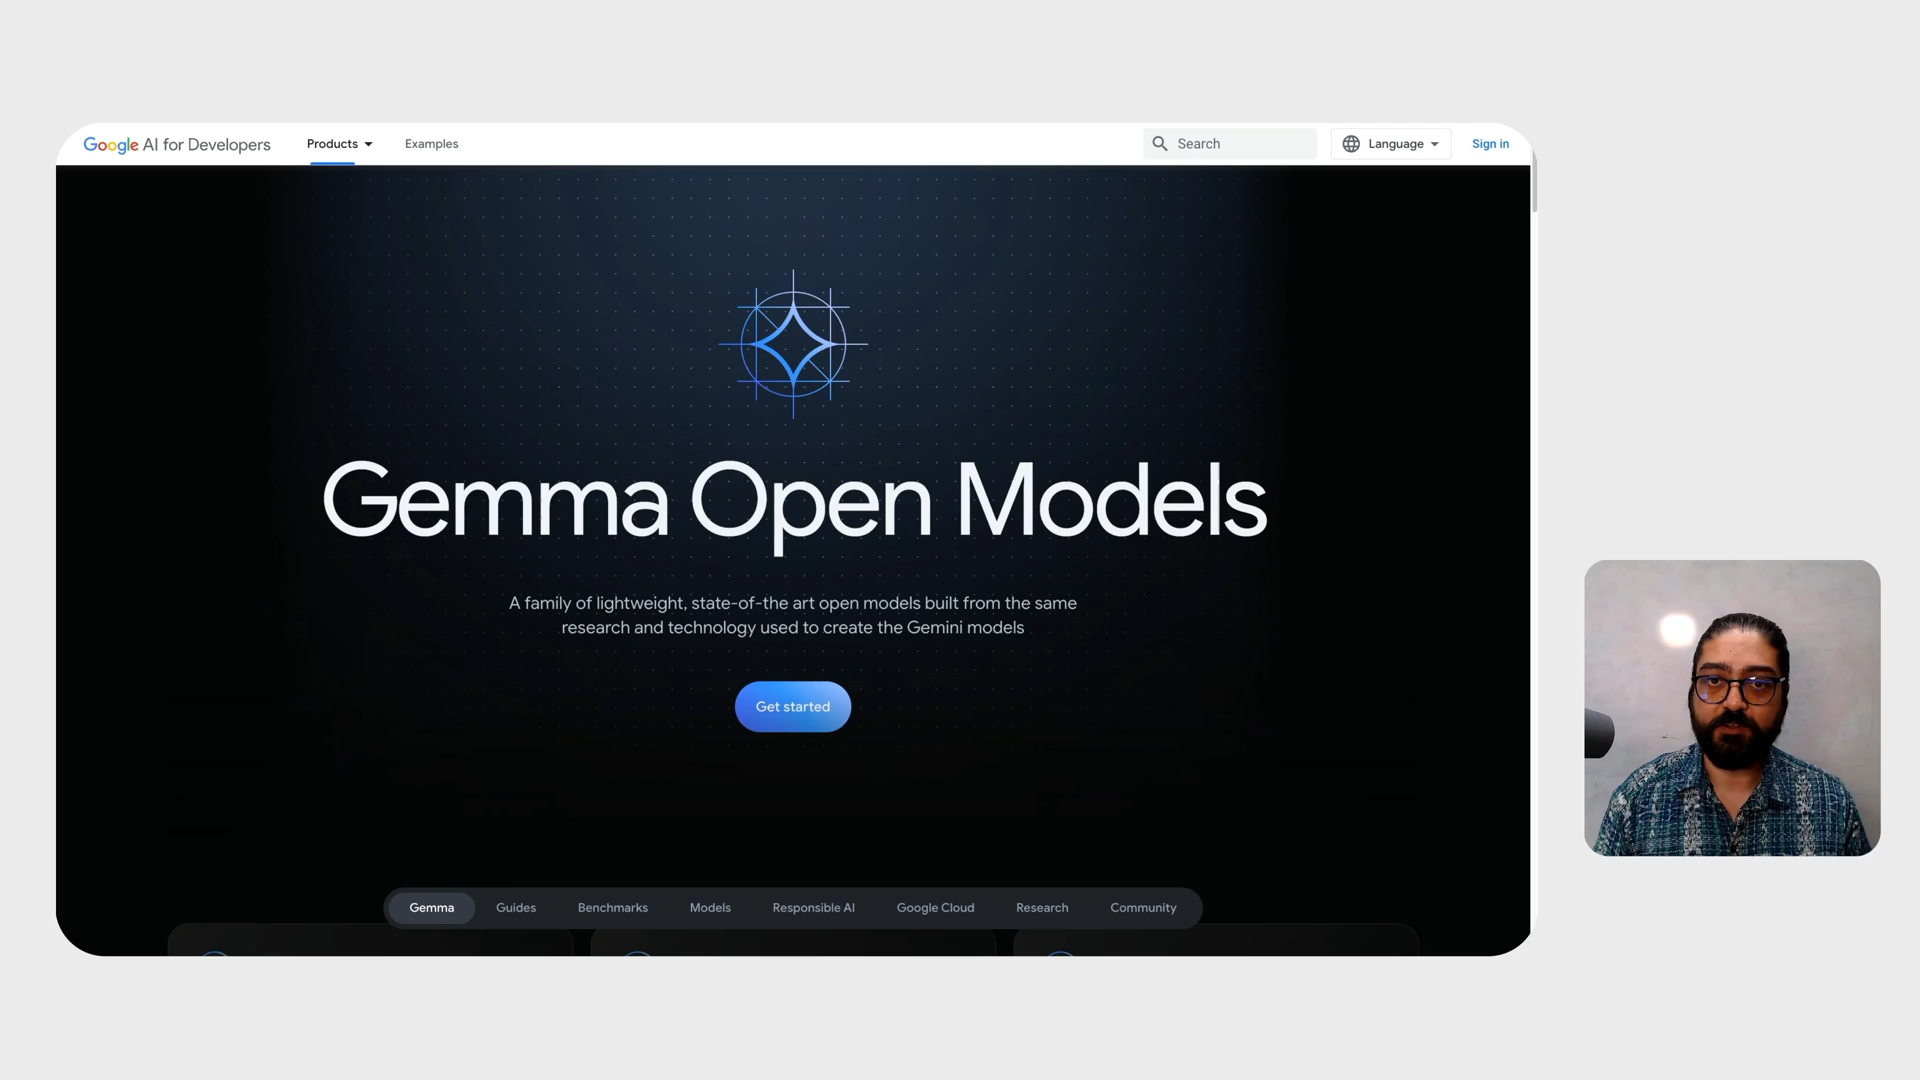 Google AI for Developers
Products
Examples
Search
Language
Sign in
Gemma Open Models
A family of lightweight, state-of-the art open models built from the same
research and technology used to create the Gemini models
Get started
Gemma
Guides
Benchmarks
Models
Responsible AI
Google Cloud
Research
Community